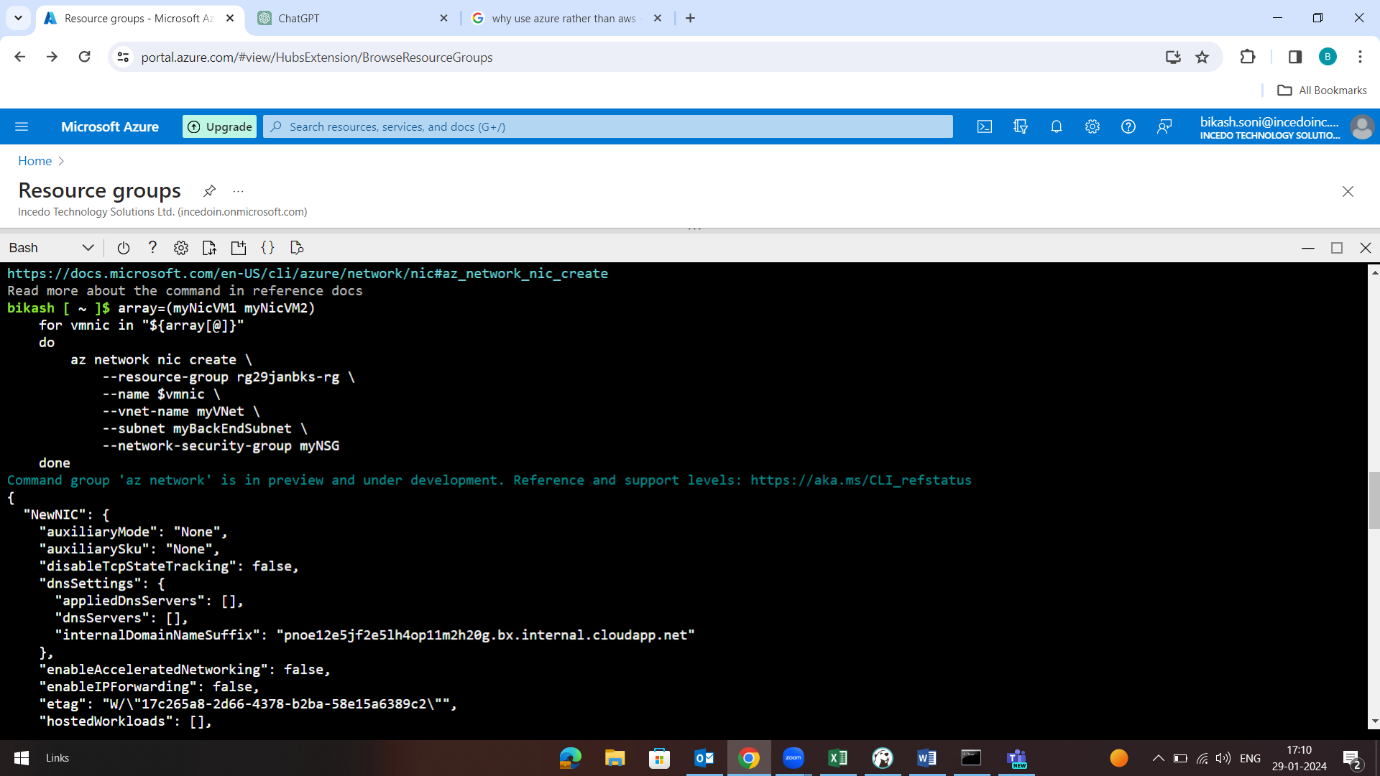 Resource groups - Microsoft Az
ChatGPT
why use azure rather than aws
portal.azure.com/#view/HubsExtension/BrowseResourceGroups
B
All Bookmarks
Microsoft Azure
Upgrade
Search resources, services, and docs (G+/)
bikash.soni@incedoinc....
INCEDO TECHNOLOGY SOLUTIO...
Home >
Resource groups
...
Incedo Technology Solutions Ltd. (incedoin.onmicrosoft.com)
Bash
https://docs.microsoft.com/en-US/cli/azure/network/nic#az_network_nic_create
Read more about the command in reference docs
bikash [ ~ ]$ array=(myNicVM1 myNicVM2)
    for vmnic in "${array[@]}"
    do
        az network nic create \
            --resource-group rg29janbks-rg \
            --name $vmnic \
            --vnet-name myVNet \
            --subnet myBackEndSubnet \
            --network-security-group myNSG
    done
Command group 'az network' is in preview and under development. Reference and support levels: https://aka.ms/CLI_refstatus
{
  "NewNIC": {
    "auxiliaryMode": "None",
    "auxiliarySku": "None",
    "disableTcpStateTracking": false,
    "dnsSettings": {
      "appliedDnsServers": [],
      "dnsServers": [],
      "internalDomainNameSuffix": "pnoe12e5jf2e5lh4op11m2h20g.bx.internal.cloudapp.net"
    },
    "enableAcceleratedNetworking": false,
    "enableIPForwarding": false,
    "etag": "W/\"17c265a8-2d66-4378-b2ba-58e15a6389c2\"",
    "hostedWorkloads": [],
Links
zoom
NEW
ENG
17:10
29-01-2024
2